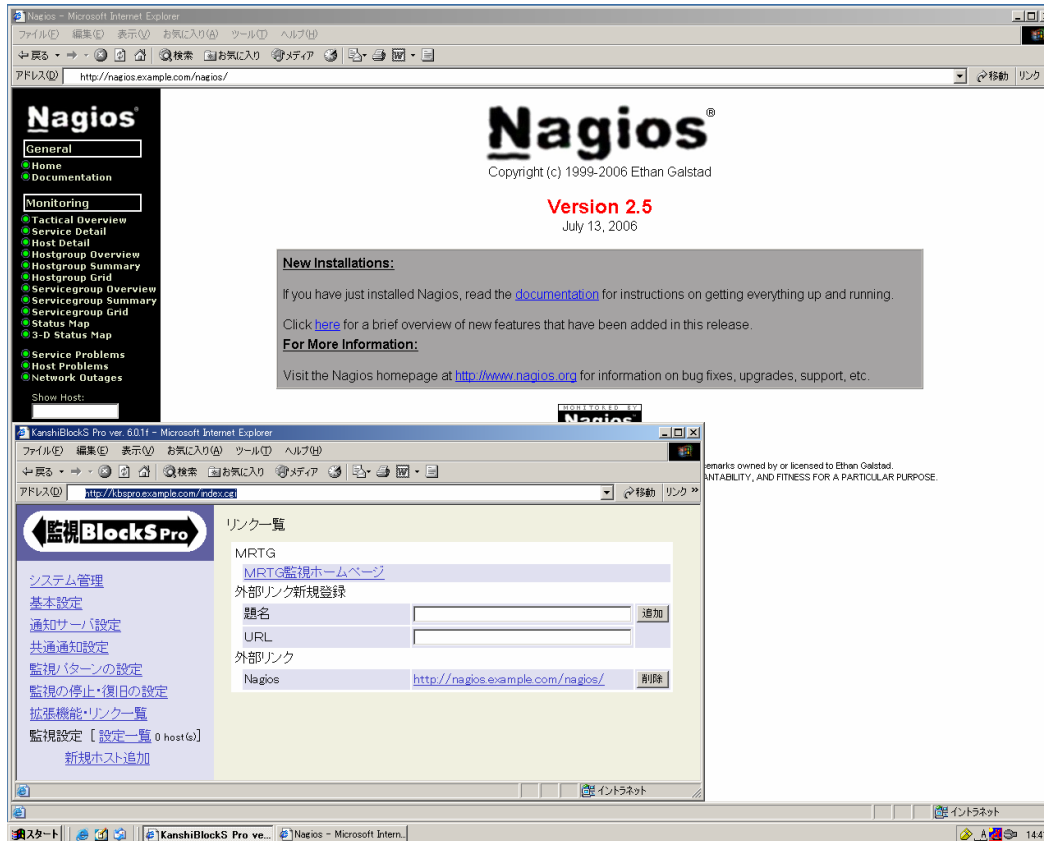 Nagios - Microsoft Internet Explorer
ファイル(F) 編集(E) 表示(V) お気に入り(A) ツール(T) ヘルプ(H)
戻る 検索 お気に入り メディア
アドレス(D) http://nagios.example.com/nagios/ 移動 リンク
Nagios
General
Home
Documentation
Monitoring
Tactical Overview
Service Detail
Host Detail
Hostgroup Overview
Hostgroup Summary
Hostgroup Grid
Servicegroup Overview
Servicegroup Summary
Servicegroup Grid
Status Map
3-D Status Map
Service Problems
Host Problems
Network Outages
Show Host:
Nagios®
Copyright (c) 1999-2006 Ethan Galstad
Version 2.5
July 13, 2006
New Installations:
If you have just installed Nagios, read the documentation for instructions on getting everything up and running.
Click here for a brief overview of new features that have been added in this release.
For More Information:
Visit the Nagios homepage at http://www.nagios.org for information on bug fixes, upgrades, support, etc.
MONITORED BY
Nagios
owned by or licensed to Ethan Galstad.
AND FITNESS FOR A PARTICULAR PURPOSE.
KanshiBlockS Pro ver. 6.0.1f - Microsoft Internet Explorer
ファイル(F) 編集(E) 表示(V) お気に入り(A) ツール(T) ヘルプ(H)
戻る 検索 お気に入り メディア
アドレス(D) http://kbspro.example.com/index.cgi 移動 リンク »
監視BlockS Pro
システム管理
基本設定
通知サーバ設定
共通通知設定
監視パターンの設定
監視の停止・復旧の設定
拡張機能・リンク一覧
監視設定 [ 設定一覧 0 host(s)]
新規ホスト追加
リンク一覧
MRTG
MRTG監視ホームページ
外部リンク新規登録
題名 追加
URL
外部リンク
Nagios http://nagios.example.com/nagios/ 削除
イントラネット
イントラネット
スタート KanshiBlockS Pro ve... Nagios - Microsoft Intern... A